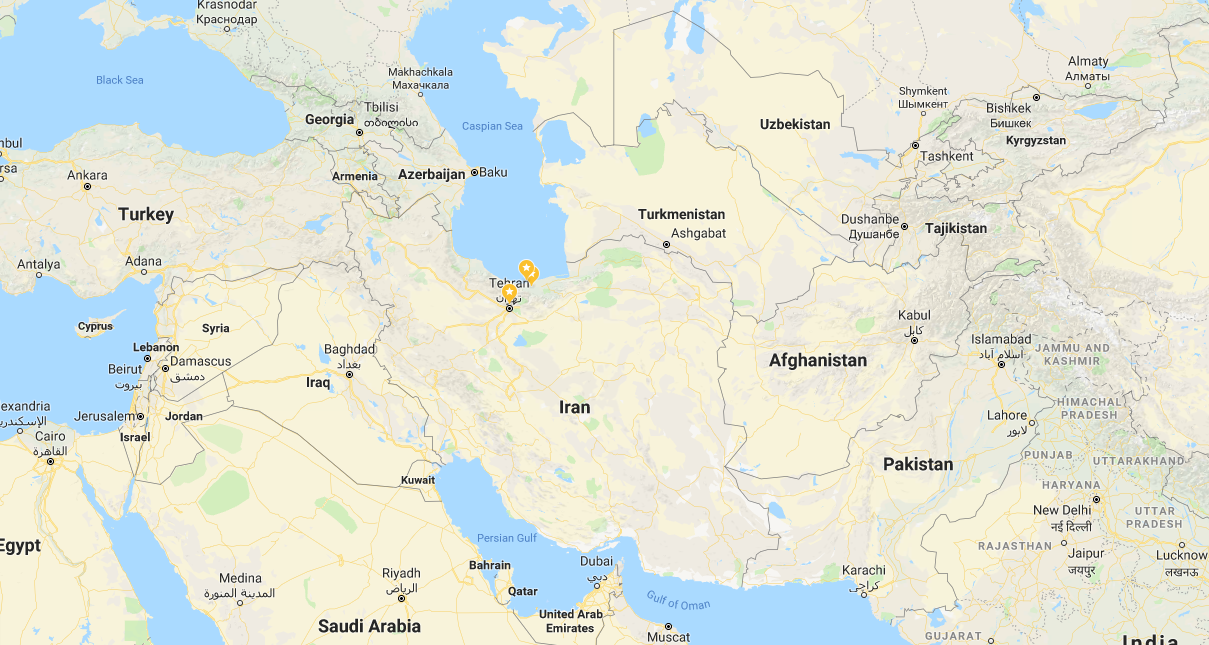 Krasnodar
Краснодар
Black Sea
Makhachkala
Махачкала
Almaty
Алматы
Shymkent
Шымкент
Bishkek
Бишкек
Tbilisi
თბილისი
Georgia
Caspian Sea
Uzbekistan
Kyrgyzstan
nbul
Tashkent
rsa
Ankara
Armenia
Azerbaijan
Baku
Turkey
Turkmenistan
Ashgabat
Dushanbe
Душанбе
Tajikistan
Antalya
Adana
Tehran
تهران
Cyprus
Syria
Kabul
کابل
Islamabad
اسلام آباد
Lebanon
Beirut
بيروت
Damascus
دمشق
Baghdad
بغداد
Iraq
Afghanistan
JAMMU AND
KASHMIR
Iran
HIMACHAL
PRADESH
Lahore
لاہور
exandria
الإسكندرية
Jerusalem
Jordan
Israel
Cairo
القاهرة
PUNJAB
UTTARAKHAND
Pakistan
Kuwait
HARYANA
New Delhi
नई दिल्ली
UTTAR
PRADESH
Egypt
Persian Gulf
RAJASTHAN
Jaipur
जयपुर
Lucknow
लखनऊ
Medina
المدينة المنورة
Riyadh
الرياض
Bahrain
Qatar
Dubai
دبي
Karachi
کراچی
United Arab
Emirates
Gulf of Oman
Muscat
Saudi Arabia
GUJARAT
India